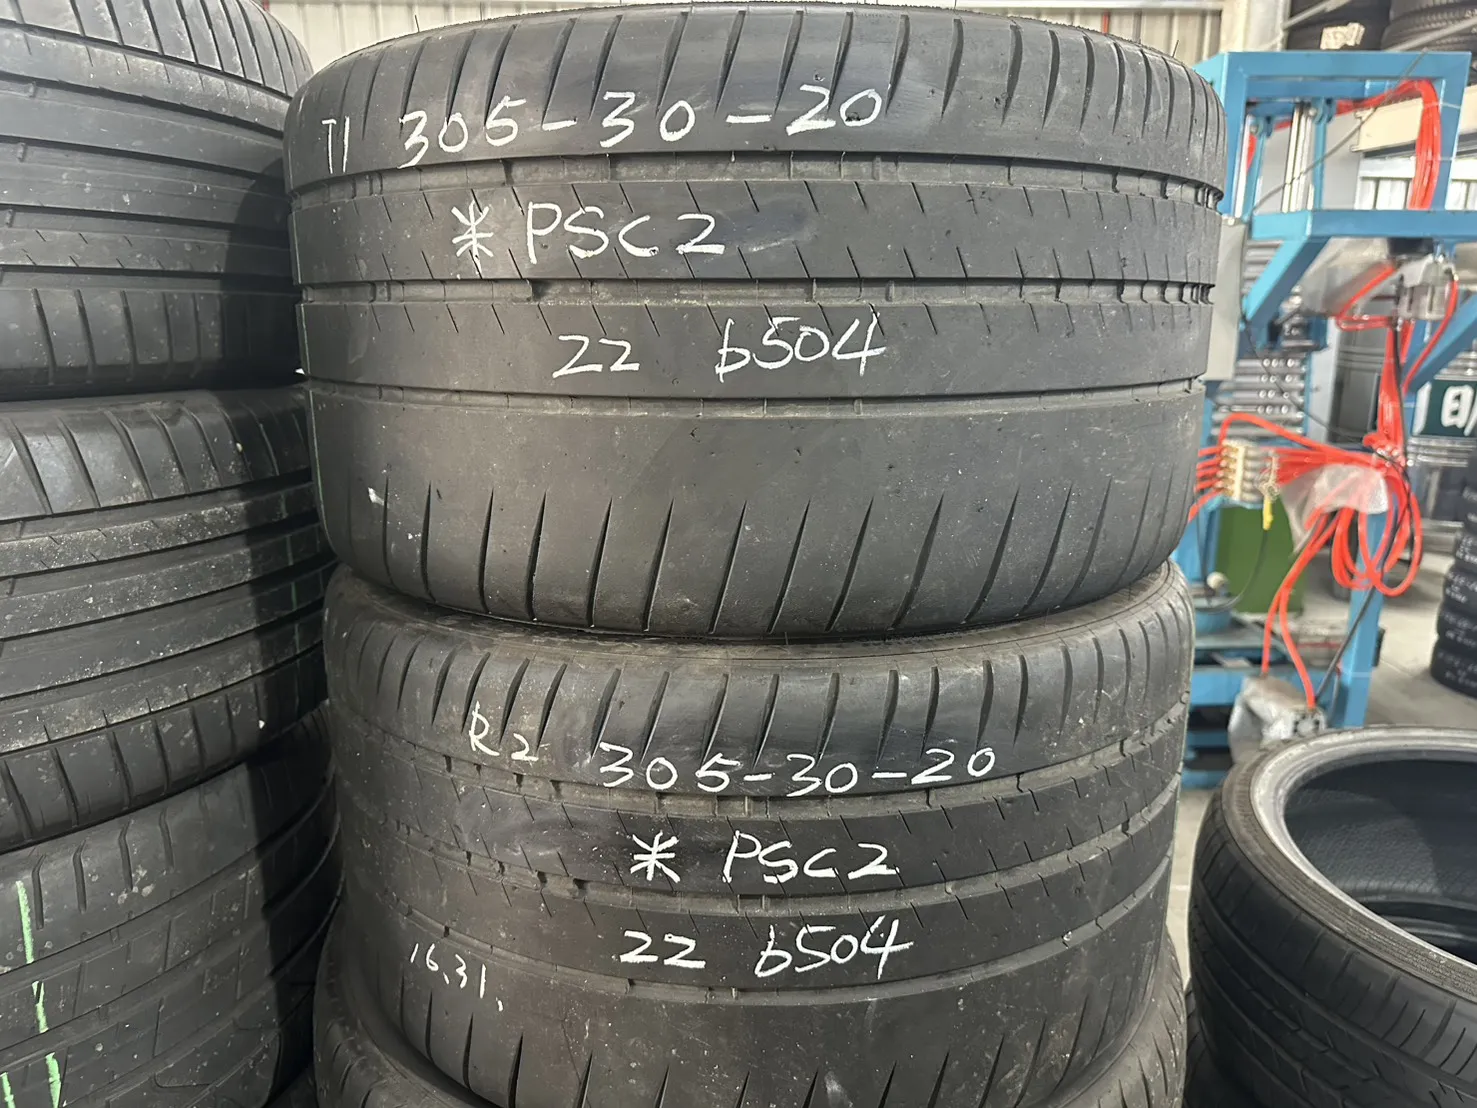 T1 305-30-20
* PSC2
22 b504
R2 305-30-20
* PSC2
22 b504
16.31.